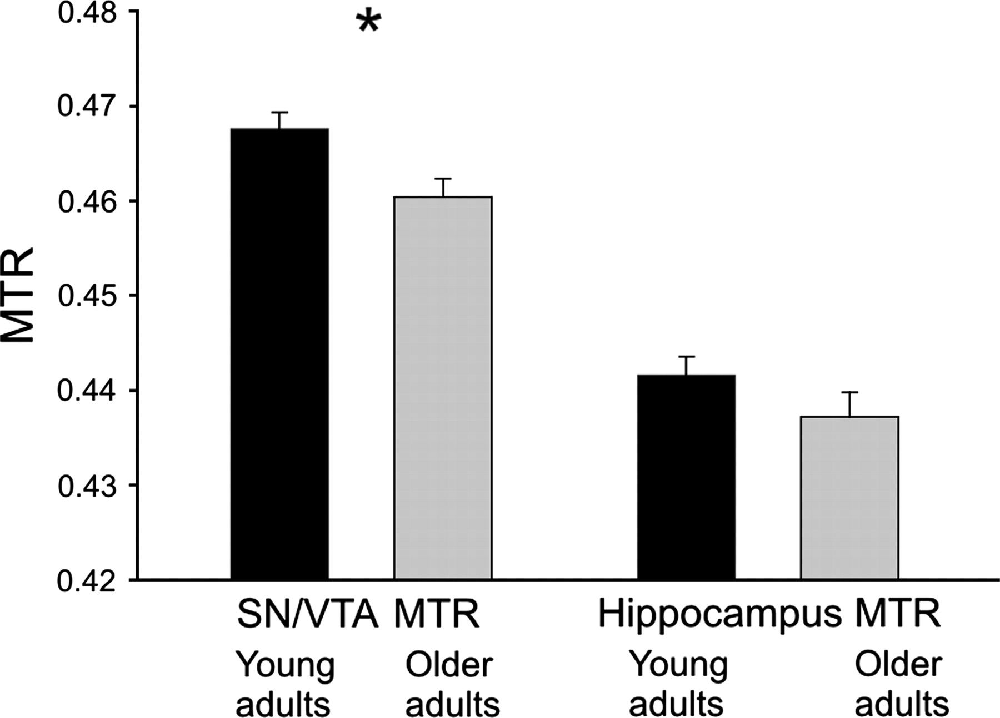 0.48
*
0.47
0.46
0.45
0.44
0.43
0.42
MTR
SN/VTA MTR
Hippocampus MTR
Young adults
Older adults
Young adults
Older adults